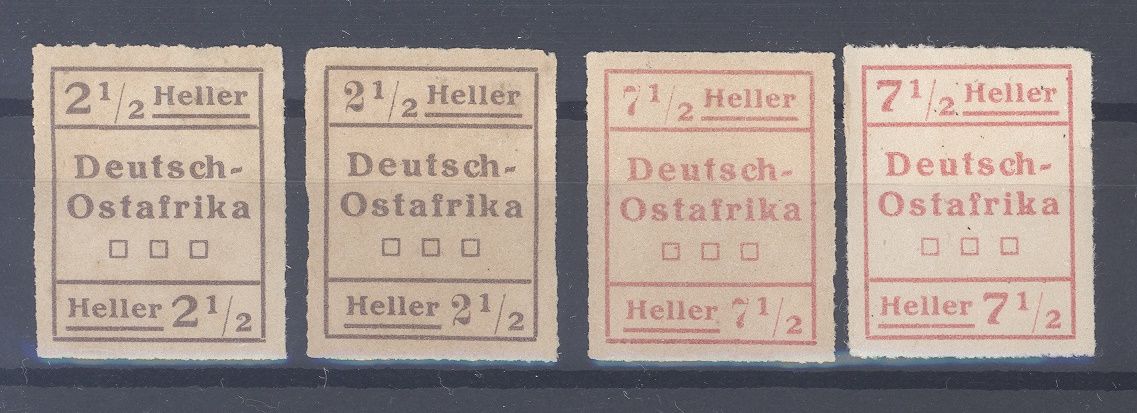 2 1/2 Heller
Deutsch-
Ostafrika
Heller 2 1/2
2 1/2 Heller
Deutsch-
Ostafrika
Heller 2 1/2
7 1/2 Heller
Deutsch-
Ostafrika
Heller 7 1/2
7 1/2 Heller
Deutsch-
Ostafrika
Heller 7 1/2